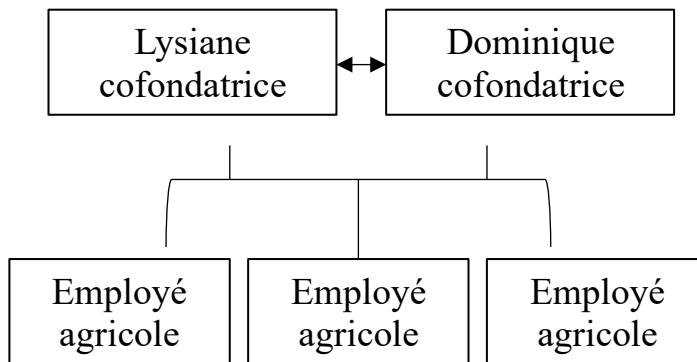 Lysiane
cofondatrice
Dominique
cofondatrice
Employé
agricole
Employé
agricole
Employé
agricole